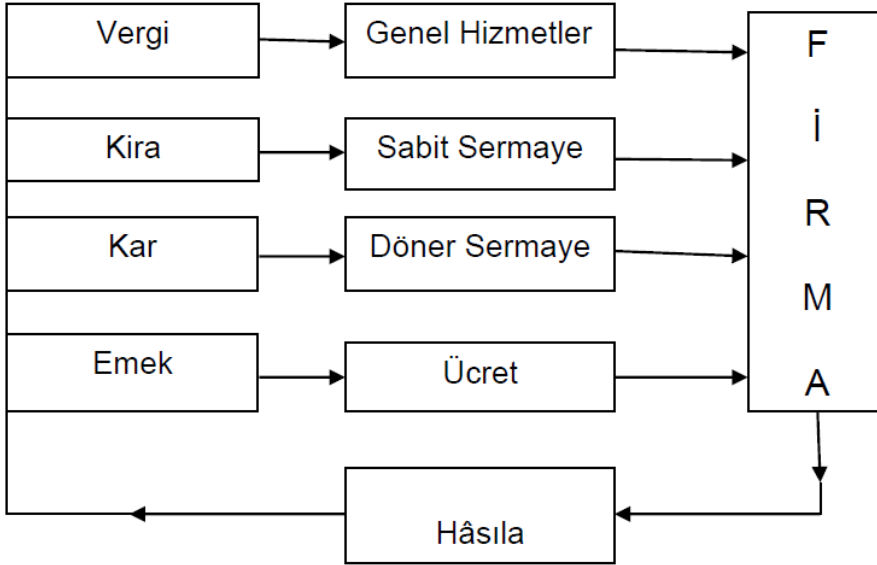 Vergi
Genel Hizmetler
Kira
Sabit Sermaye
Kar
Döner Sermaye
Emek
Ücret
Hâsıla
F
İ
R
M
A